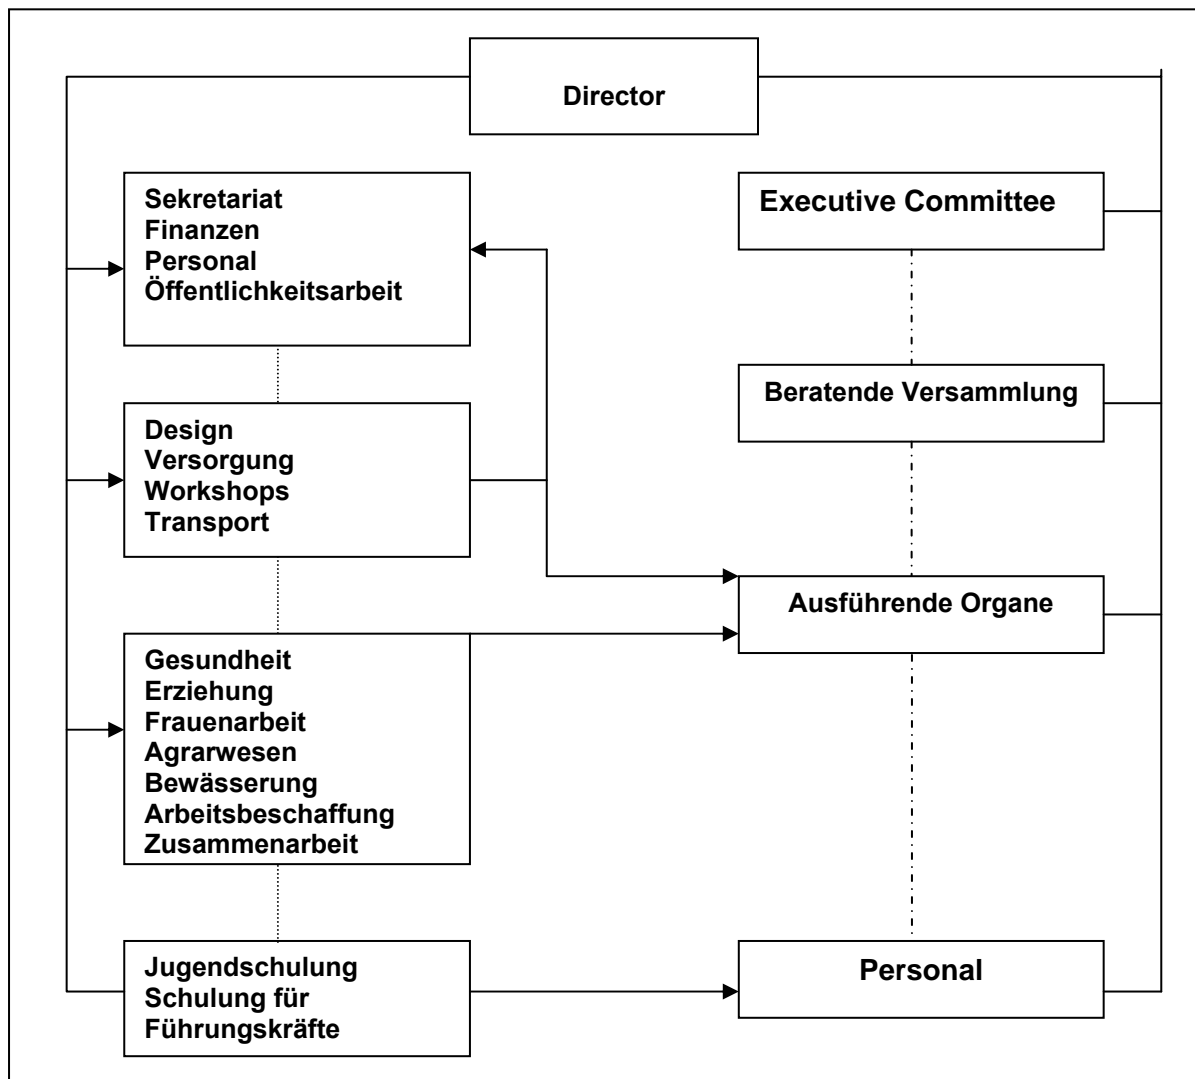 Director
Sekretariat
Finanzen
Personal
Öffentlichkeitsarbeit
Executive Committee
Design
Versorgung
Workshops
Transport
Beratende Versammlung
Ausführende Organe
Gesundheit
Erziehung
Frauenarbeit
Agrarwesen
Bewässerung
Arbeitsbeschaffung
Zusammenarbeit
Jugendschulung
Schulung für
Führungskräfte
Personal